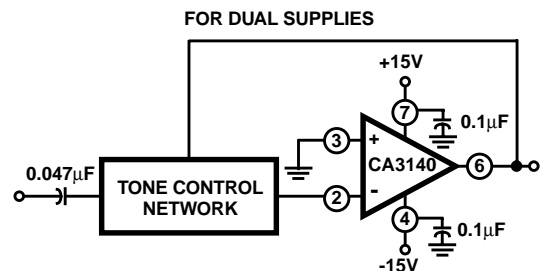 FOR DUAL SUPPLIES
+15V
7
0.1μF
3
+
CA3140
6
0.047μF
TONE CONTROL
NETWORK
2
-
4
0.1μF
-15V